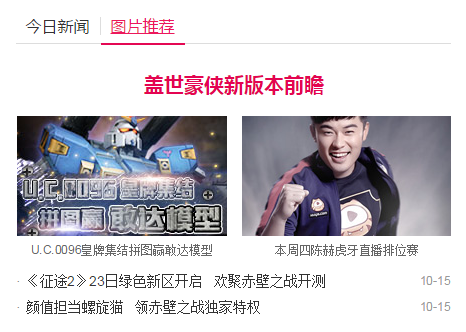 今日新闻 图片推荐
盖世豪侠新版本前瞻
U.C.0096 皇牌集结
拼图赢 敢达模型
U.C.0096皇牌集结拼图赢敢达模型
本周四陈赫虎牙直播排位赛
· 《征途2》23日绿色新区开启 欢聚赤壁之战开测 10-15
· 颜值担当螺旋猫 领赤壁之战独家特权 10-15